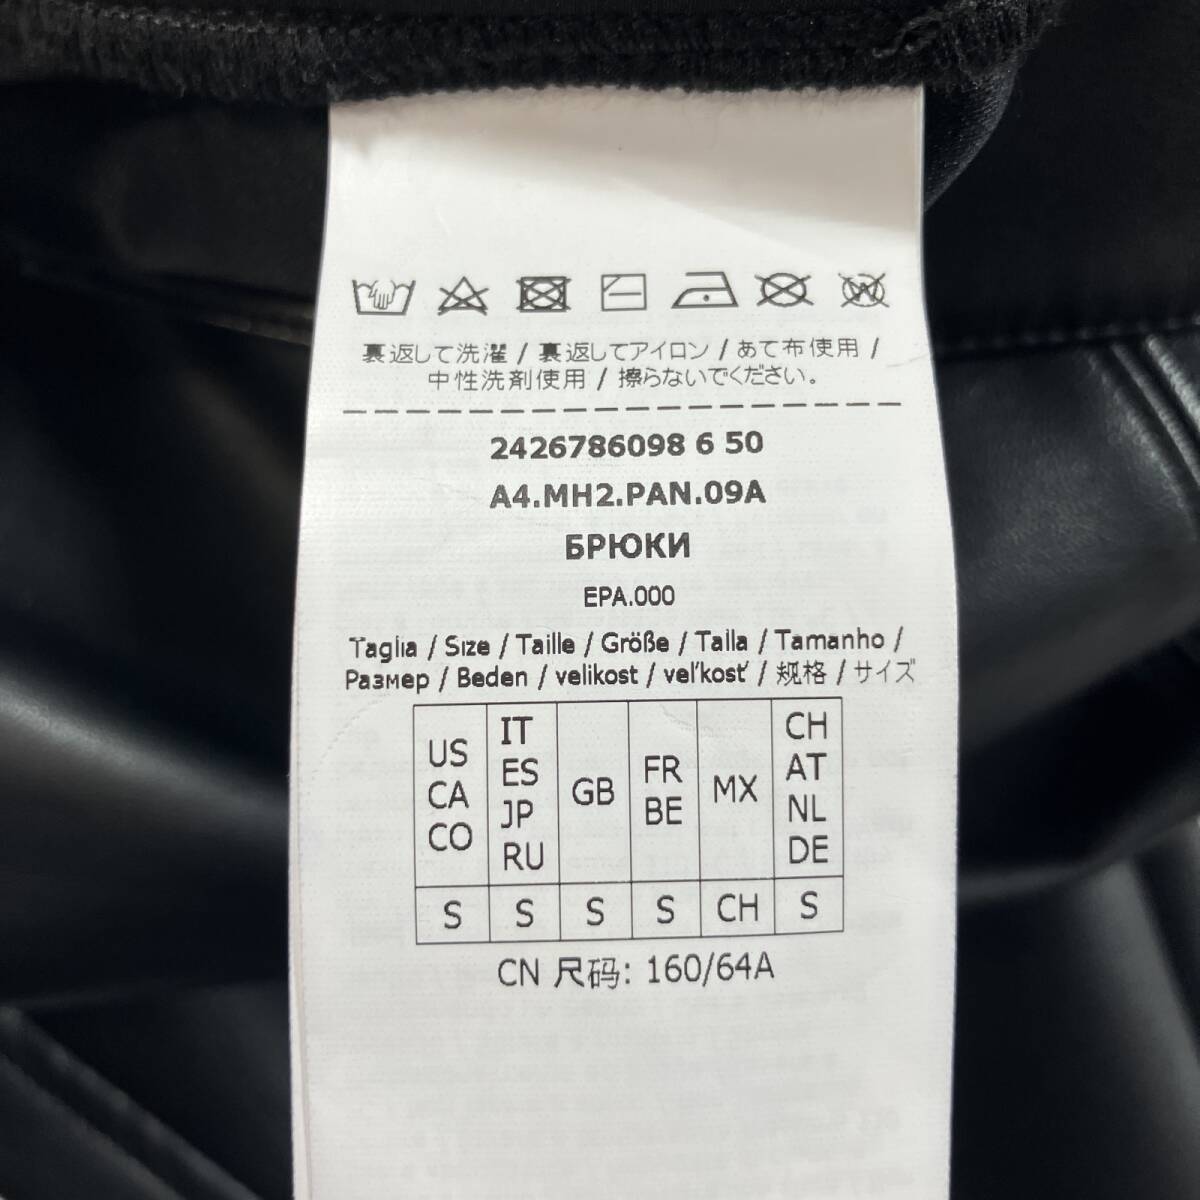 裏返して洗濯 / 裏返してアイロン / あて布使用 /
中性洗剤使用 / 擦らないでください。
2426786098 6 50
A4.MH2.PAN.09A
БРЮКИ
EPA.000
Taglia / Size / Taille / Größe / Talla / Tamanho /
Размер / Beden / velikost / veľkosť / 规格 / サイズ
US CA CO
IT ES JP RU
GB
FR BE
MX
CH AT NL DE
S S S S CH S
CN 尺码: 160/64A